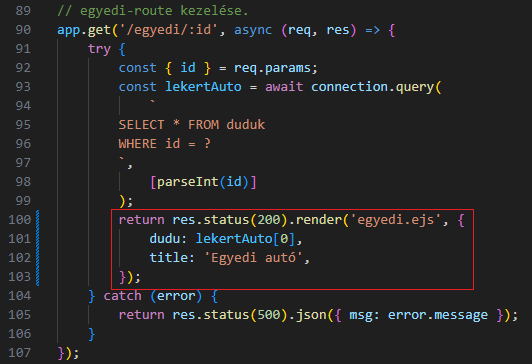 89 // egyedi-route kezelése.
90 app.get('/egyedi/:id', async (req, res) => {
91     try {
92         const { id } = req.params;
93         const lekertAuto = await connection.query(
94             `
95         SELECT * FROM duduk
96         WHERE id = ?
97         `,
98             [parseInt(id)]
99         );
100         return res.status(200).render('egyedi.ejs', {
101             dudu: lekertAuto[0],
102             title: 'Egyedi autó',
103         });
104     } catch (error) {
105         return res.status(500).json({ msg: error.message });
106     }
107 });